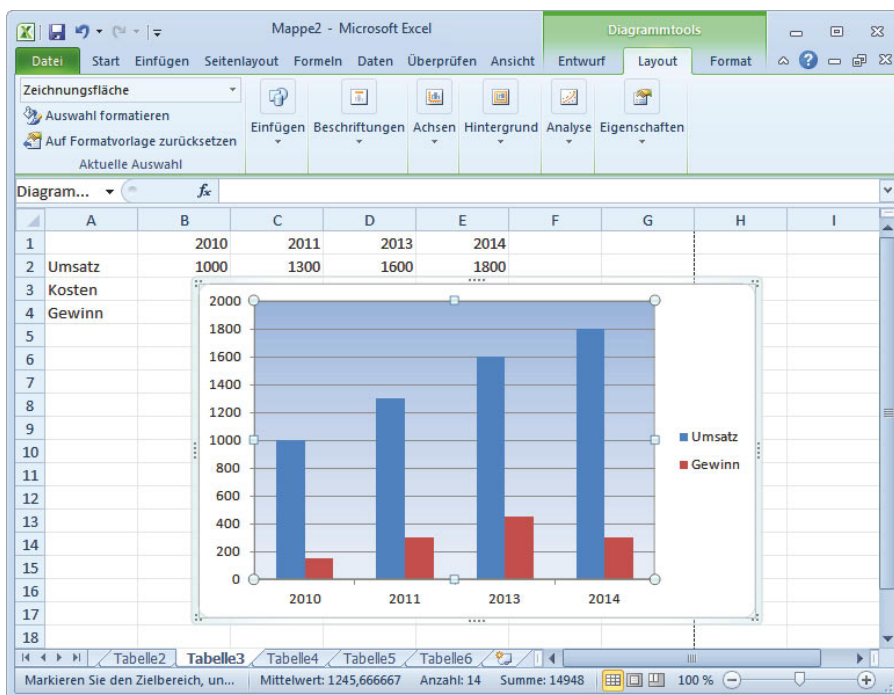 Mappe2 - Microsoft Excel Diagrammtools
Datei Start Einfügen Seitenlayout Formeln Daten Überprüfen Ansicht Entwurf Layout Format
Zeichnungsfläche
Auswahl formatieren
Auf Formatvorlage zurücksetzen
Aktuelle Auswahl
Einfügen Beschriftungen Achsen Hintergrund Analyse Eigenschaften
Diagram... fx
A B C D E F G H I
1 2010 2011 2013 2014
2 Umsatz 1000 1300 1600 1800
3 Kosten
4 Gewinn
5
6
7
8
9
10
11
12
13
14
15
16
17
18
2000
1800
1600
1400
1200
1000
800
600
400
200
0
2010 2011 2013 2014
Umsatz
Gewinn
Tabelle2 Tabelle3 Tabelle4 Tabelle5 Tabelle6
Markieren Sie den Zielbereich, un... Mittelwert: 1245,666667 Anzahl: 14 Summe: 14948 100 %